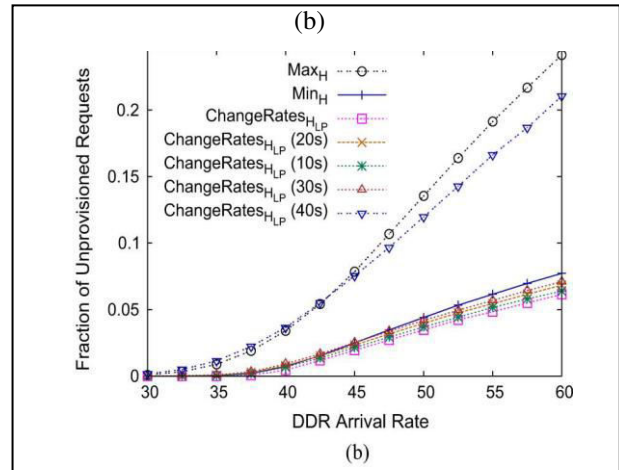 (b)
Fraction of Unprovisioned Requests
0.2
0.15
0.1
0.05
0
Max_H
Min_H
ChangeRates_H_LP
ChangeRates_H_LP (20s)
ChangeRates_H_LP (10s)
ChangeRates_H_LP (30s)
ChangeRates_H_LP (40s)
30 35 40 45 50 55 60
DDR Arrival Rate
(b)